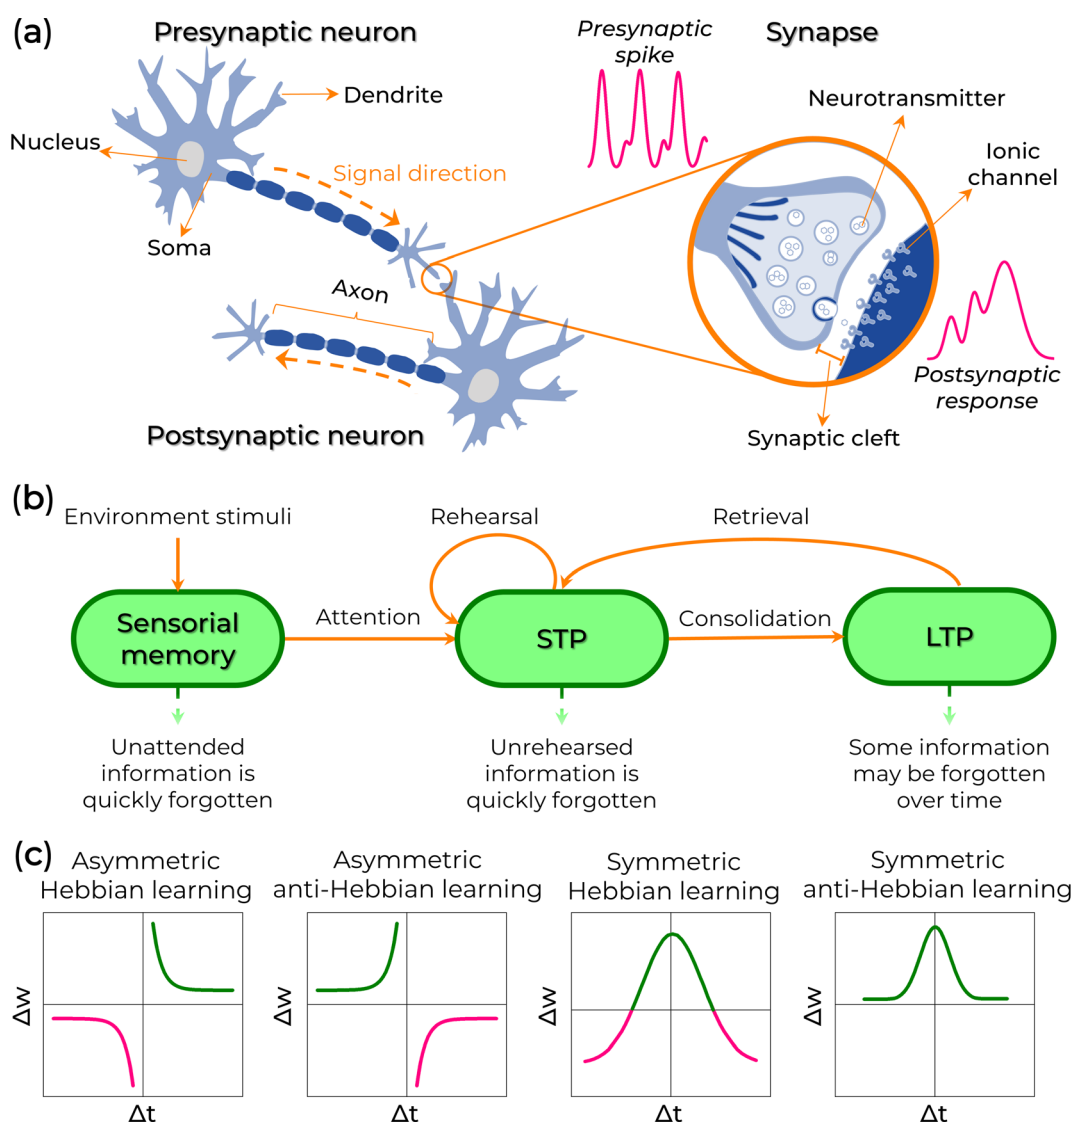 (a)
Presynaptic neuron
Dendrite
Nucleus
Signal direction
Soma
Axon
Postsynaptic neuron
Presynaptic
spike
Synapse
Neurotransmitter
Ionic
channel
Postsynaptic
response
Synaptic cleft
(b)
Environment stimuli
Rehearsal
Retrieval
Sensorial
memory
Attention
STP
Consolidation
LTP
Unattended
information is
quickly forgotten
Unrehearsed
information is
quickly forgotten
Some information
may be forgotten
over time
(c)
Asymmetric
Hebbian learning
Δw
Δt
Asymmetric
anti-Hebbian learning
Δw
Δt
Symmetric
Hebbian learning
Δw
Δt
Symmetric
anti-Hebbian learning
Δw
Δt